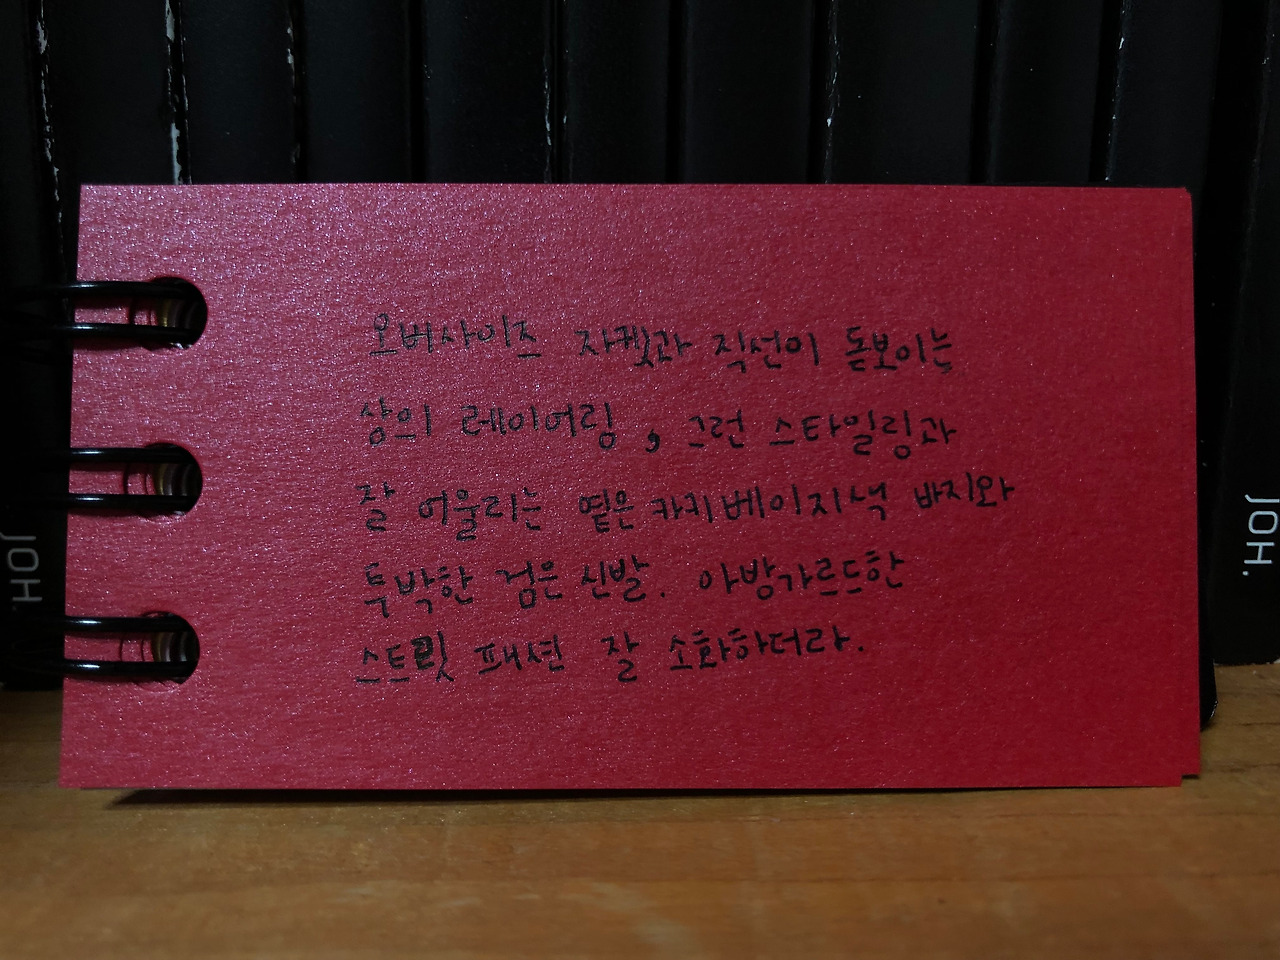 오버사이즈 자켓과 직선이 돋보이는
상의 레이어링, 그런 스타일링과
잘 어울리는 옅은 카키베이지색 바지와
투박한 검은 신발. 아방가르드한
스트릿 패션 잘 소화하더라.
JOH.
JOH.